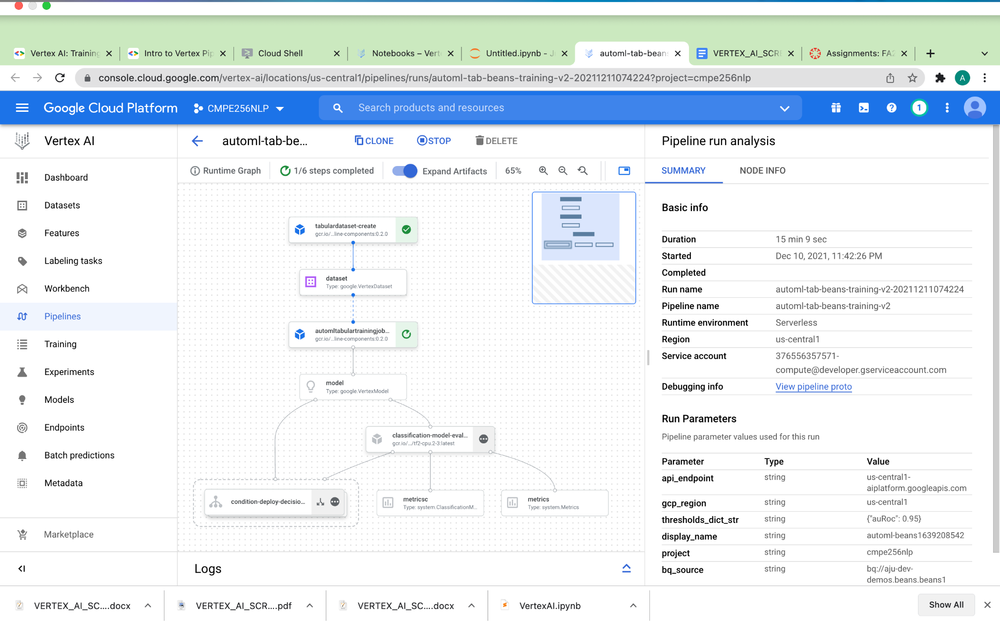 Vertex AI: Training
Intro to Vertex Pip
Cloud Shell
Notebooks – Verte
Untitled.ipynb - J
automl-tab-beans
VERTEX_AI_SCRE
Assignments: FA2
console.cloud.google.com/vertex-ai/locations/us-central1/pipelines/runs/automl-tab-beans-training-v2-20211211074224?project=cmpe256nlp
A
Google Cloud Platform
CMPE256NLP
Search products and resources
1
Vertex AI
automl-tab-be...
CLONE
STOP
DELETE
Pipeline run analysis
Runtime Graph
1/6 steps completed
Expand Artifacts
65%
SUMMARY
NODE INFO
Dashboard
Datasets
Features
Labeling tasks
Workbench
Pipelines
Training
Experiments
Models
Endpoints
Batch predictions
Metadata
Marketplace
tabulardataset-create
gcr.io/...line-components:0.2.0
dataset
Type: google.VertexDataset
automltabulartrainingjob...
gcr.io/...line-components:0.2.0
model
Type: google.VertexModel
classification-model-eval...
gcr.io/.../tf2-cpu.2-3:latest
condition-deploy-decisio...
metricsc
Type: system.ClassificationM...
metrics
Type: system.Metrics
Logs
Basic info
Duration 15 min 9 sec
Started Dec 10, 2021, 11:42:26 PM
Completed
Run name automl-tab-beans-training-v2-20211211074224
Pipeline name automl-tab-beans-training-v2
Runtime environment Serverless
Region us-central1
Service account 376556357571-
compute@developer.gserviceaccount.com
Debugging info View pipeline proto
Run Parameters
Pipeline parameter values used for this run
Parameter Type Value
api_endpoint string us-central1-
aiplatform.googleapis.com
gcp_region string us-central1
thresholds_dict_str string {"auRoc": 0.95}
display_name string automl-beans1639208542
project string cmpe256nlp
bq_source string bq://aju-dev-
demos.beans.beans1
VERTEX_AI_SC....docx
VERTEX_AI_SCR....pdf
VERTEX_AI_SC....docx
VertexAI.ipynb
Show All